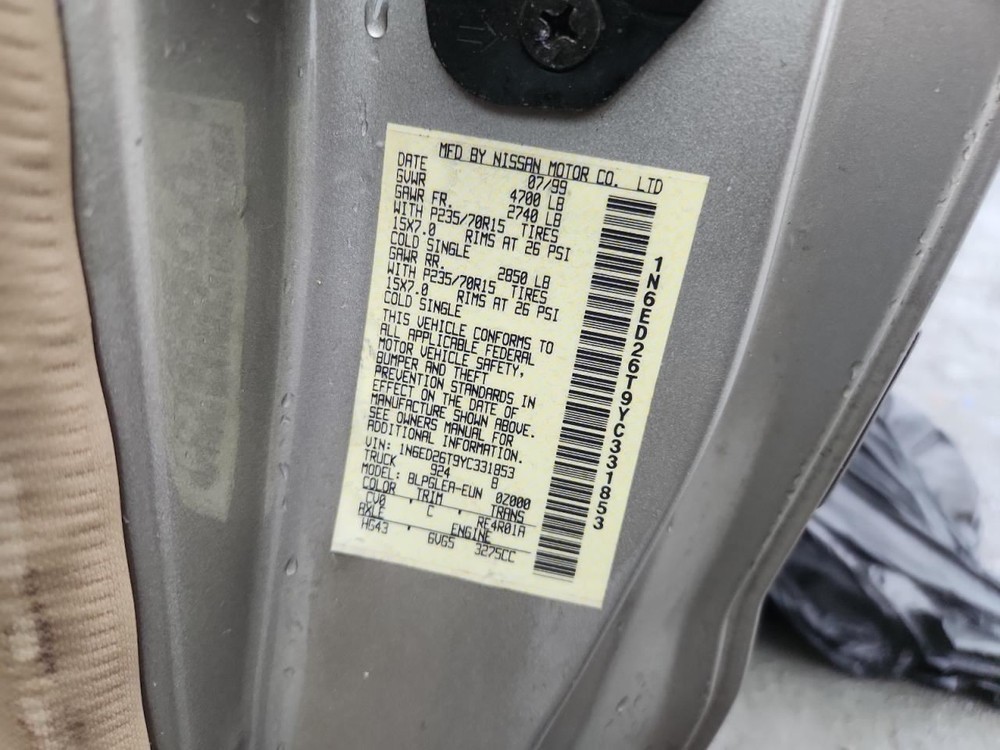 MFD BY NISSAN MOTOR CO. LTD
DATE 07/99
GVWR 4700 LB
GAWR FR. 2740 LB
WITH P235/70R15 TIRES
15X7.0 RIMS AT 26 PSI
COLD SINGLE
GAWR RR. 2850 LB
WITH P235/70R15 TIRES
15X7.0 RIMS AT 26 PSI
COLD SINGLE
THIS VEHICLE CONFORMS TO
ALL APPLICABLE FEDERAL
MOTOR VEHICLE SAFETY,
BUMPER AND THEFT
PREVENTION STANDARDS IN
EFFECT ON THE DATE OF
MANUFACTURE SHOWN ABOVE.
SEE OWNERS MANUAL FOR
ADDITIONAL INFORMATION.
VIN: 1N6ED26T9YC331853
TRUCK 924 B
MODEL: BLPGLEA-EUN 0Z000
COLOR TRIM TRANS
CV0 . C . RE4R01A
AXLE ENGINE
HG43 . 6VG5 3275CC
1N6ED26T9YC331853